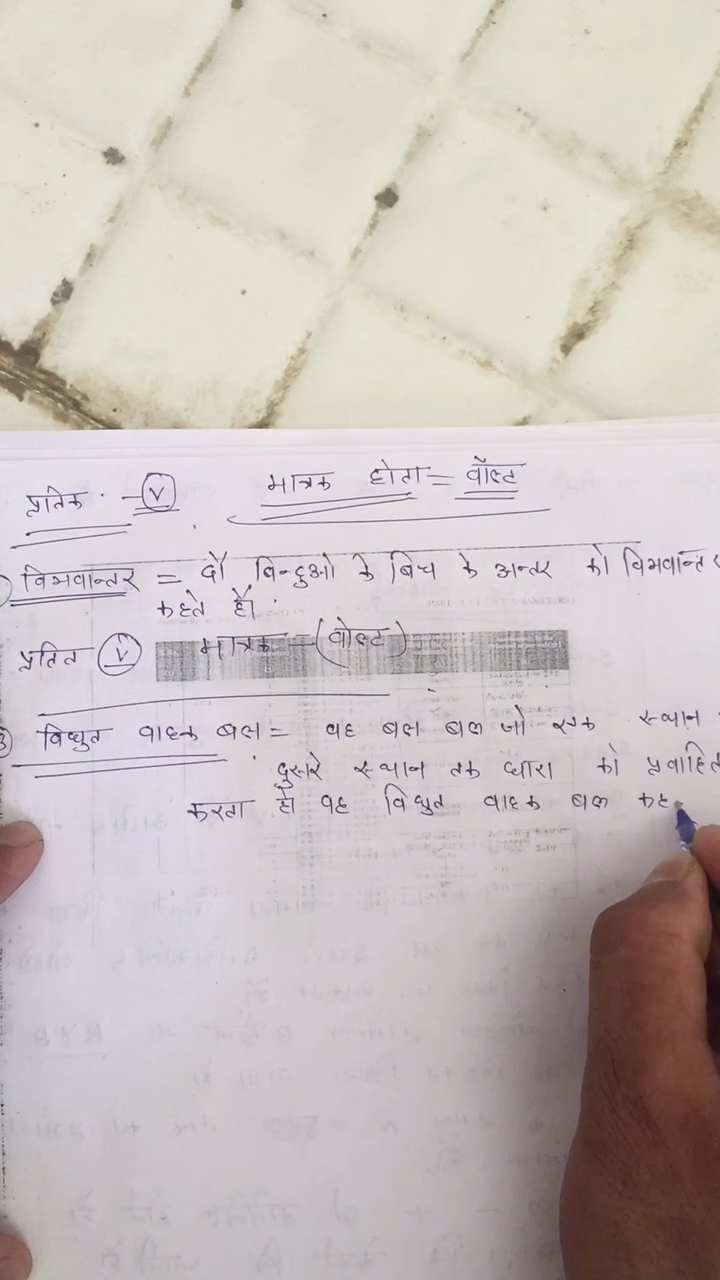 प्रतिक - V मात्रक होता = वॉल्ट
विभवान्तर = दो बिन्दुओ के बिच के अन्तर को विभवान्तर
कहते हैं।
प्रतित V मात्रक - (वोल्ट)
विधुत वाहक बल = वह बल बल जो एक स्थान
दुसरे स्थान तक धारा को प्रवाहित
करता हो वह विधुत वाहक बल कह